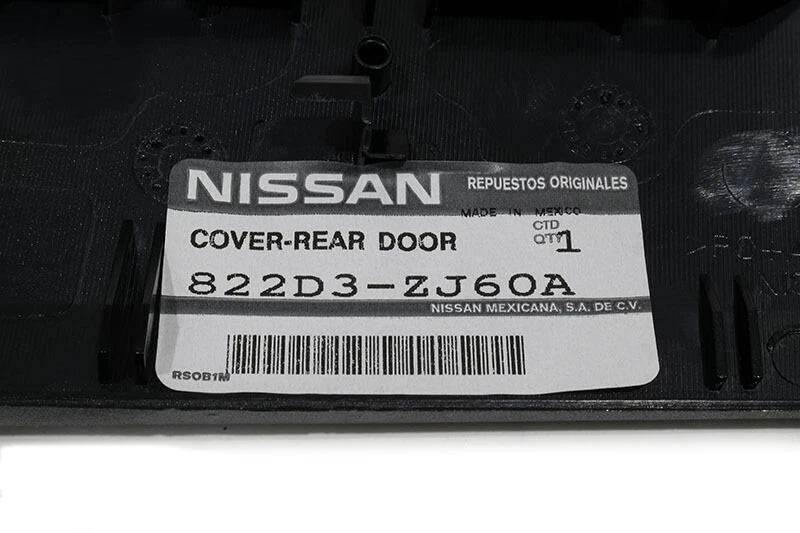 NISSAN REPUESTOS ORIGINALES
MADE IN MEXICO
COVER-REAR DOOR CTD
QTY 1
822D3-ZJ60A
NISSAN MEXICANA, S.A. DE C.V.
RSOB1M